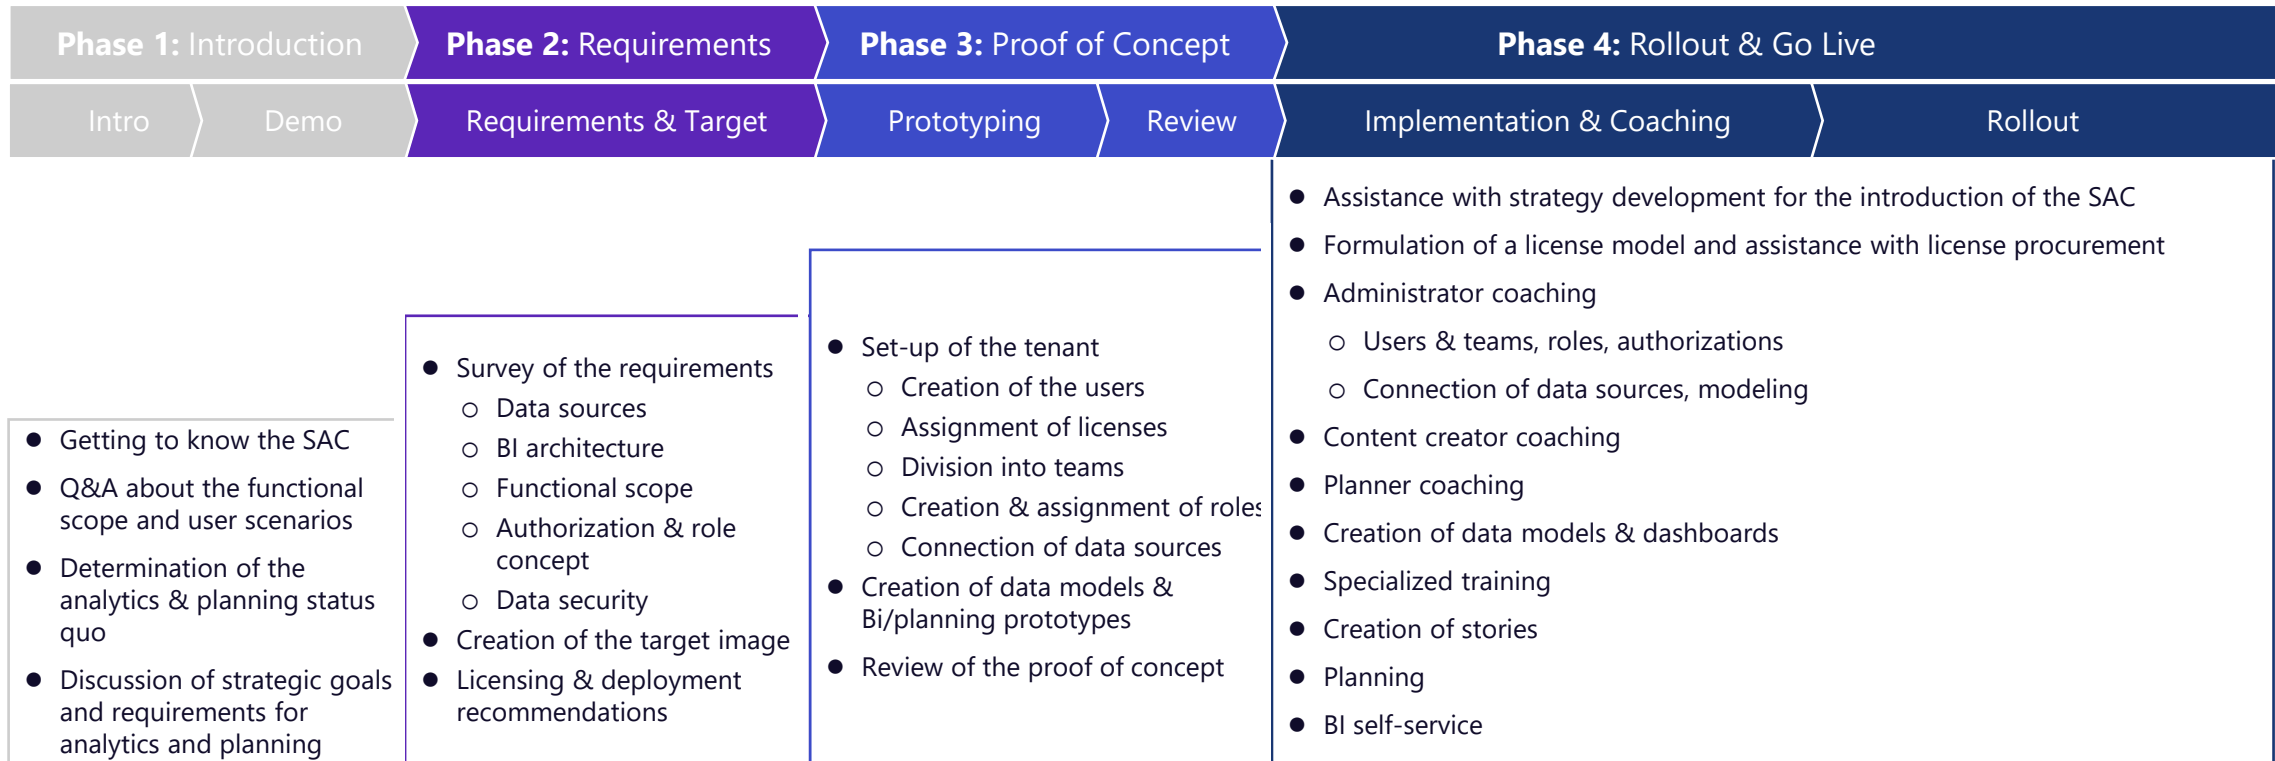 Phase 1: Introduction
Phase 2: Requirements
Phase 3: Proof of Concept
Phase 4: Rollout & Go Live
Intro
Demo
Requirements & Target
Prototyping
Review
Implementation & Coaching
Rollout
● Getting to know the SAC
● Q&A about the functional
scope and user scenarios
● Determination of the
analytics & planning status
quo
● Discussion of strategic goals
and requirements for
analytics and planning
● Survey of the requirements
○ Data sources
○ BI architecture
○ Functional scope
○ Authorization & role
concept
○ Data security
● Creation of the target image
● Licensing & deployment
recommendations
● Set-up of the tenant
○ Creation of the users
○ Assignment of licenses
○ Division into teams
○ Creation & assignment of roles
○ Connection of data sources
● Creation of data models &
Bi/planning prototypes
● Review of the proof of concept
● Assistance with strategy development for the introduction of the SAC
● Formulation of a license model and assistance with license procurement
● Administrator coaching
○ Users & teams, roles, authorizations
○ Connection of data sources, modeling
● Content creator coaching
● Planner coaching
● Creation of data models & dashboards
● Specialized training
● Creation of stories
● Planning
● BI self-service